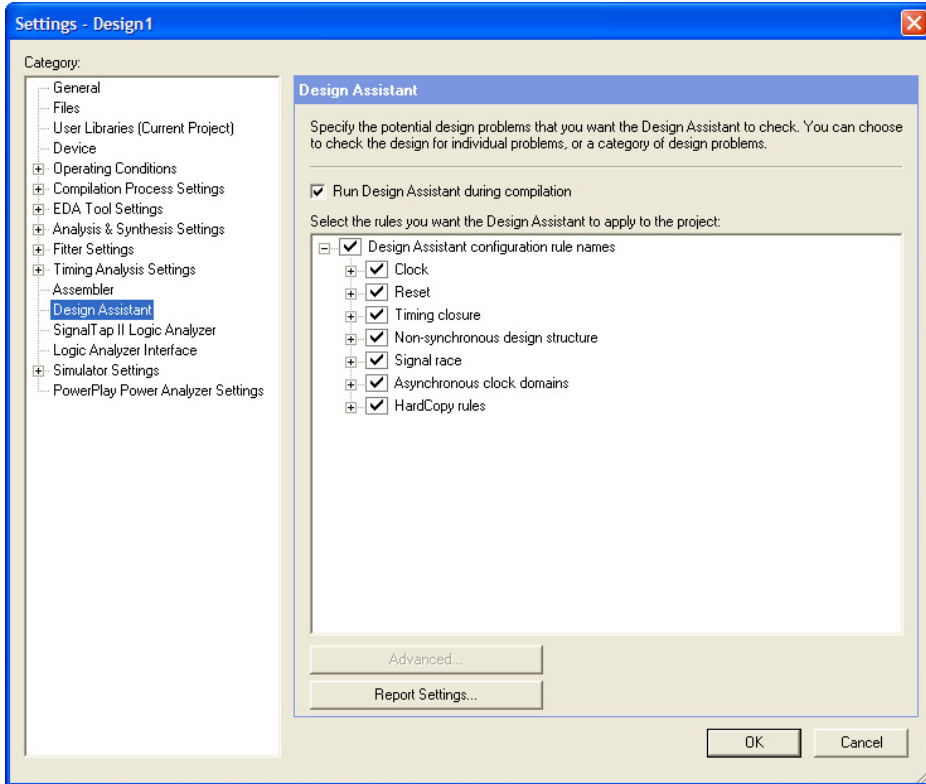 Settings - Design1
Category:
General
Files
User Libraries (Current Project)
Device
Operating Conditions
Compilation Process Settings
EDA Tool Settings
Analysis & Synthesis Settings
Fitter Settings
Timing Analysis Settings
Assembler
Design Assistant
SignalTap II Logic Analyzer
Logic Analyzer Interface
Simulator Settings
PowerPlay Power Analyzer Settings
Design Assistant
Specify the potential design problems that you want the Design Assistant to check. You can choose
to check the design for individual problems, or a category of design problems.
Run Design Assistant during compilation
Select the rules you want the Design Assistant to apply to the project:
Design Assistant configuration rule names
Clock
Reset
Timing closure
Non-synchronous design structure
Signal race
Asynchronous clock domains
HardCopy rules
Advanced...
Report Settings...
OK
Cancel